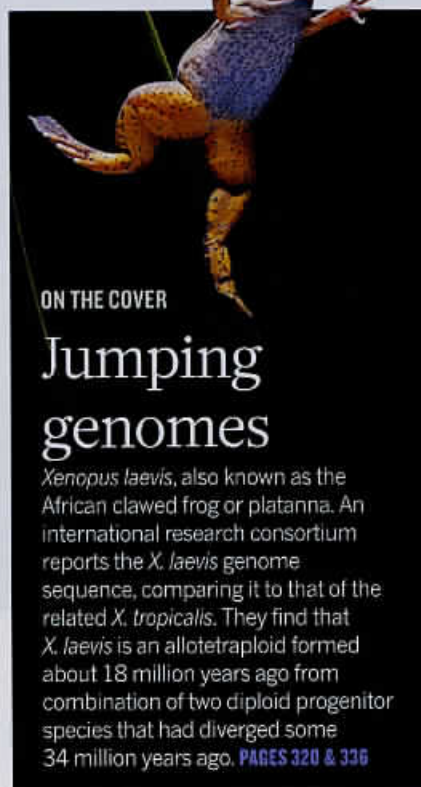 ON THE COVER
Jumping
genomes
Xenopus laevis, also known as the
African clawed frog or platanna. An
international research consortium
reports the X. laevis genome
sequence, comparing it to that of the
related X. tropicalis. They find that
X. laevis is an allotetraploid formed
about 18 million years ago from
combination of two diploid progenitor
species that had diverged some
34 million years ago. PAGES 320 & 336